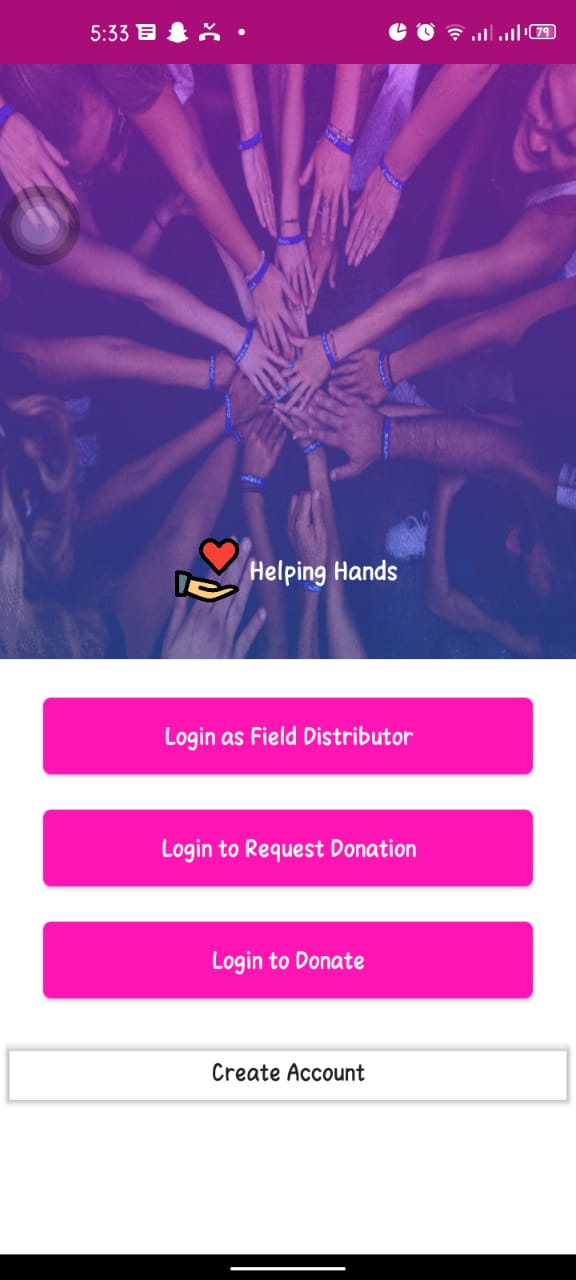 5:33
79
Helping Hands
Login as Field Distributor
Login to Request Donation
Login to Donate
Create Account